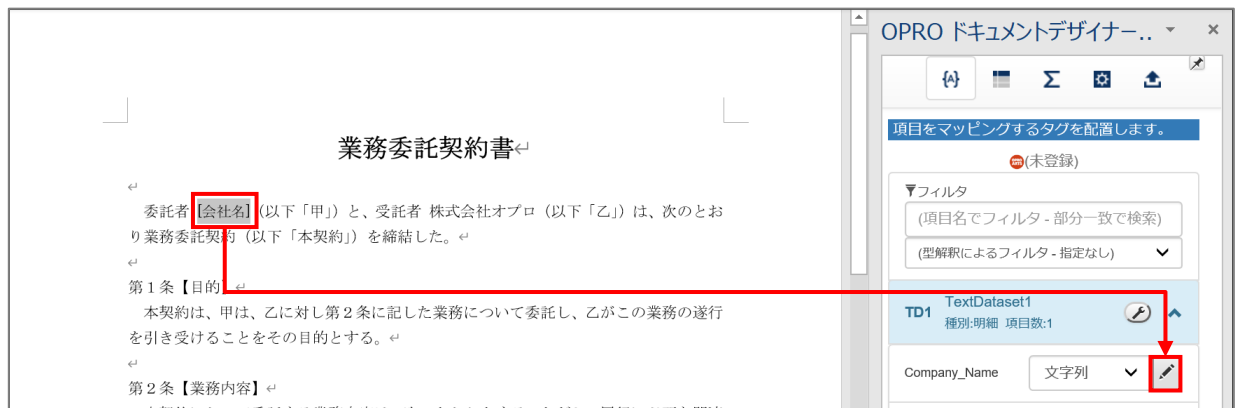 業務委託契約書
委託者 [会社名]（以下「甲」）と、受託者 株式会社オプロ（以下「乙」）は、次のとお
り業務委託契約（以下「本契約」）を締結した。
第１条【目的】
本契約は、甲は、乙に対し第２条に記した業務について委託し、乙がこの業務の遂行
を引き受けることをその目的とする。
第２条【業務内容】
OPRO ドキュメントデザイナー..
{A}
項目をマッピングするタグを配置します。
(未登録)
フィルタ
(項目名でフィルタ - 部分一致で検索)
(型解釈によるフィルタ - 指定なし)
TD1
TextDataset1
種別:明細 項目数:1
Company_Name
文字列